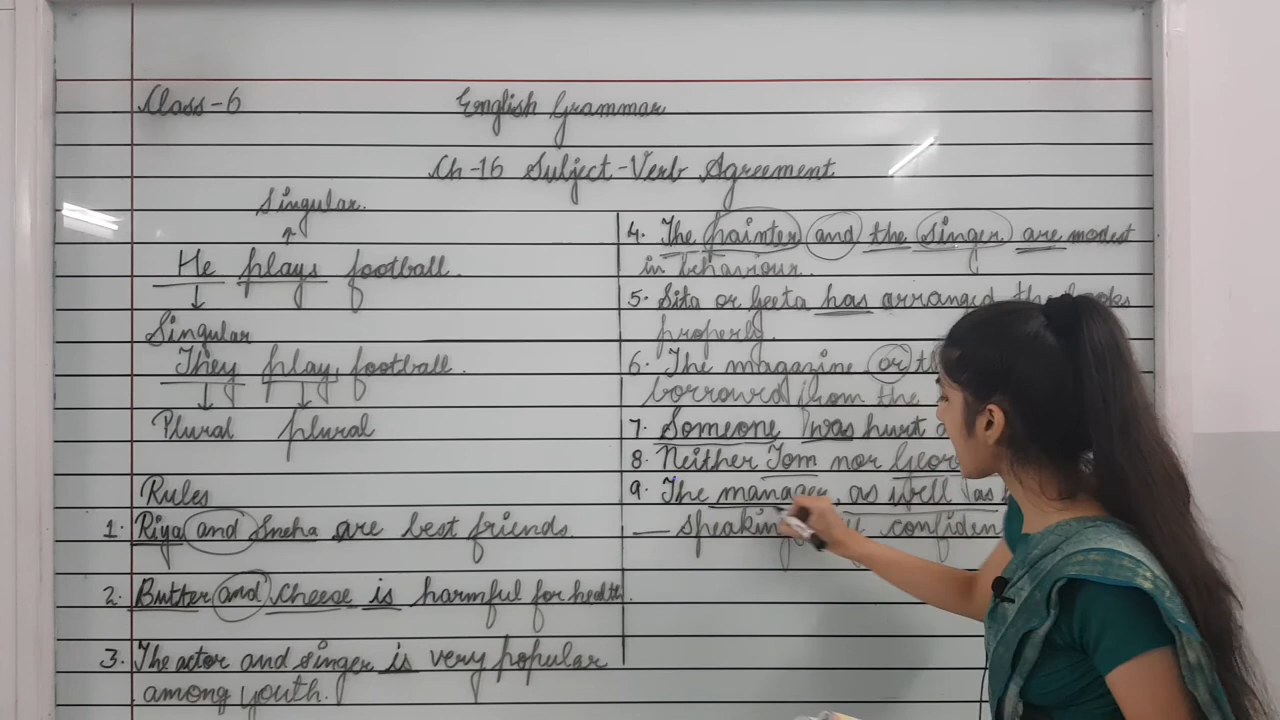 Class-6
English Grammar
Ch-16 Subject-Verb Agreement
Singular.
He plays football.
Singular
They play football.
Plural plural
Rules
1. Riya and Sneha are best friends.
2. Butter and cheese is harmful for health.
3. The actor and singer is very popular
among youth.
4. The painter and the singer are modest
in behaviour.
5. Sita or Geeta has arranged the books
properly.
6. The magazine or
from the
7. Someone was hurt
8. Neither Tom nor
9. The manager, as well as
speaking